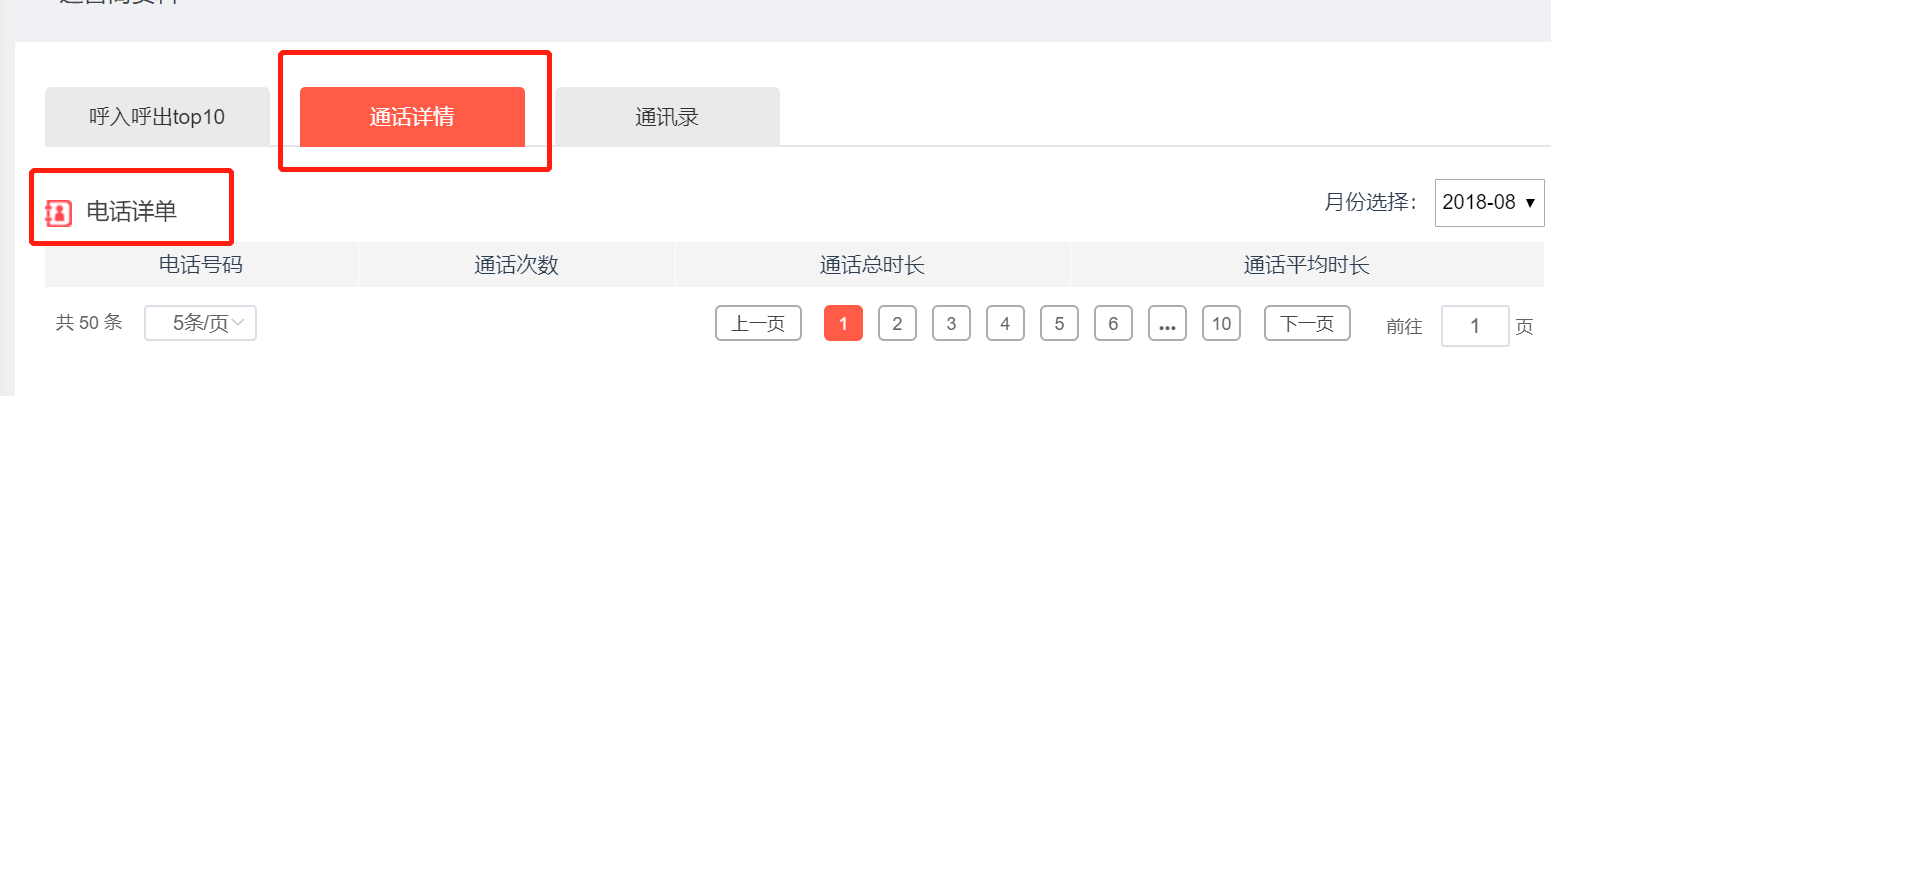 呼入呼出top10 通话详情 通讯录
电话详单 月份选择： 2018-08
电话号码 通话次数 通话总时长 通话平均时长
共 50 条 5条/页 上一页 1 2 3 4 5 6 ... 10 下一页 前往 1 页